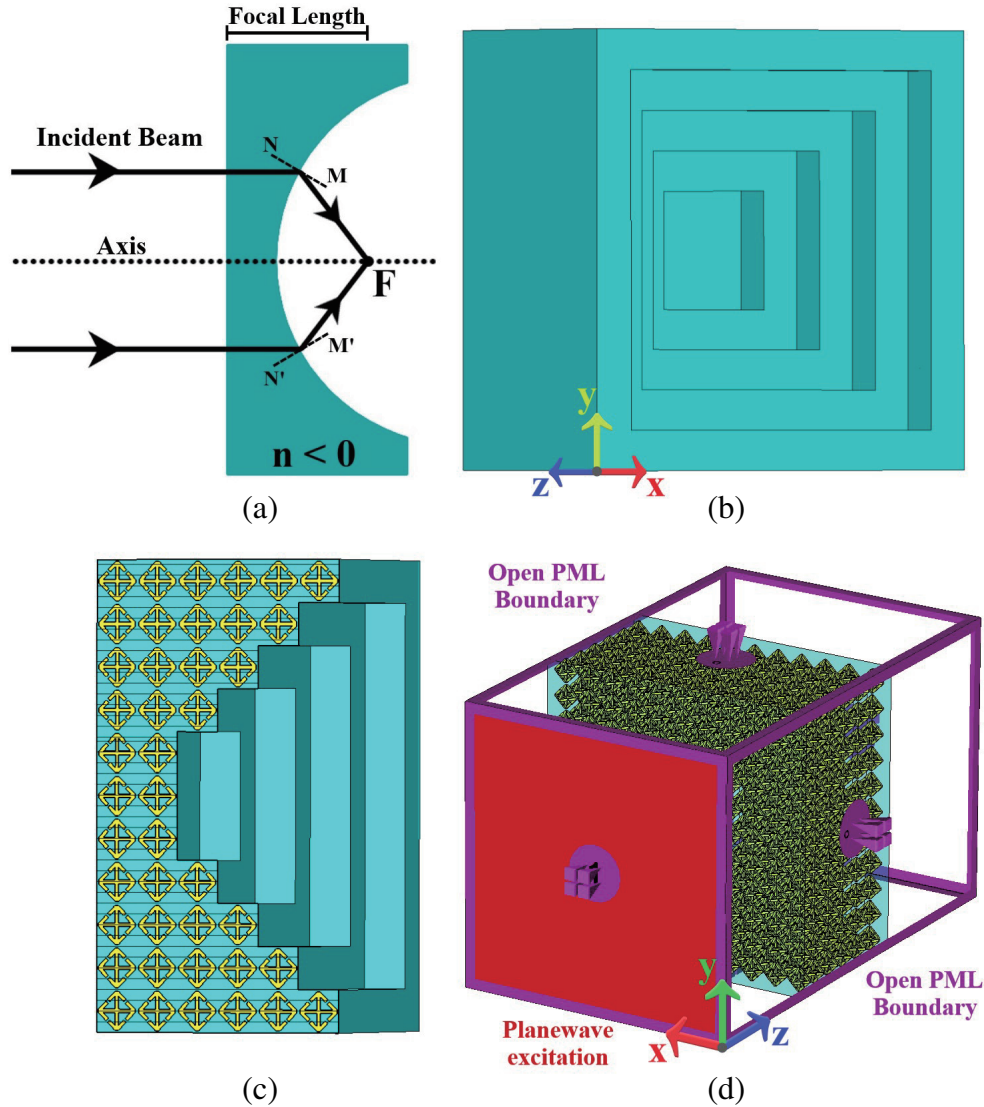 Focal Length
Incident Beam
N
M
Axis
F
M'
N'
n < 0
(a)
y
z
x
(b)
(c)
Open PML
Boundary
Open PML
Boundary
Planewave
excitation
y
x
z
(d)